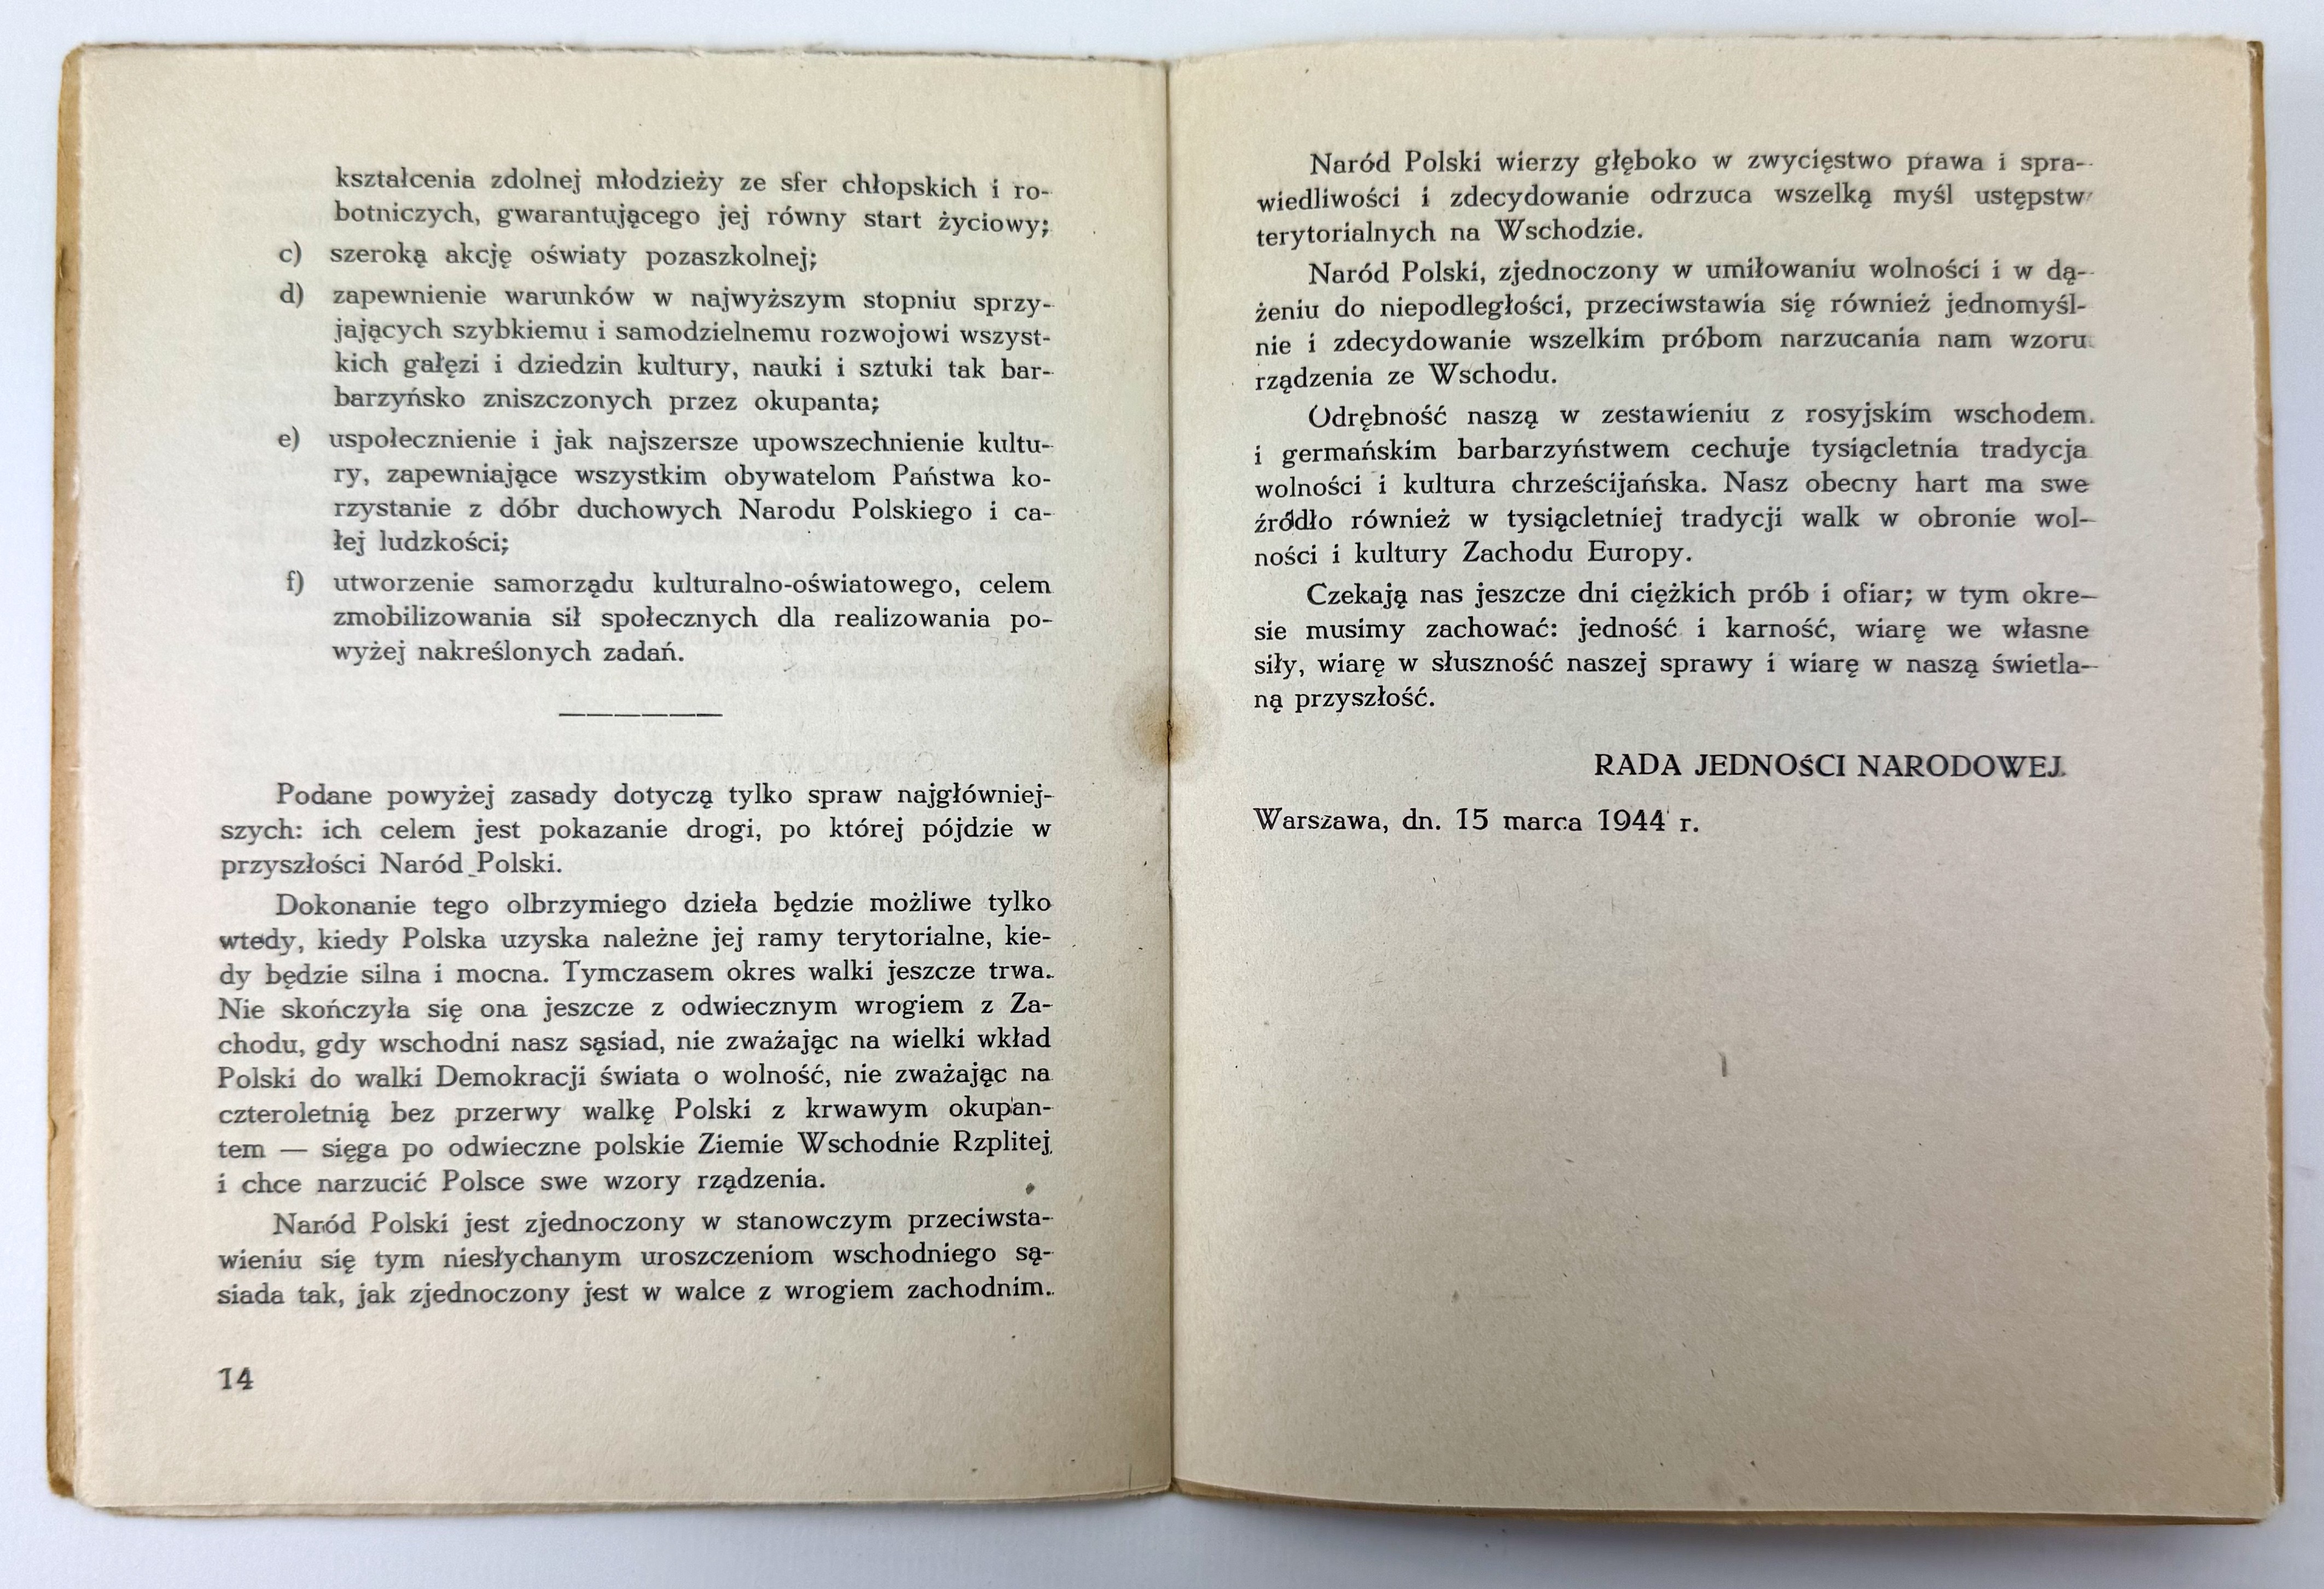 kształcenia zdolnej młodzieży ze sfer chłopskich i ro-
botniczych, gwarantującego jej równy start życiowy;
c) szeroką akcję oświaty pozaszkolnej;
d) zapewnienie warunków w najwyższym stopniu sprzy-
jających szybkiemu i samodzielnemu rozwojowi wszyst-
kich gałęzi i dziedzin kultury, nauki i sztuki tak bar-
barzyńsko zniszczonych przez okupanta;
e) uspołecznienie i jak najszersze upowszechnienie kultu-
ry, zapewniające wszystkim obywatelom Państwa ko-
rzystanie z dóbr duchowych Narodu Polskiego i ca-
łej ludzkości;
f) utworzenie samorządu kulturalno-oświatowego, celem
zmobilizowania sił społecznych dla realizowania po-
wyżej nakreślonych zadań.
Podane powyżej zasady dotyczą tylko spraw najgłówniej-
szych: ich celem jest pokazanie drogi, po której pójdzie w
przyszłości Naród Polski.
Dokonanie tego olbrzymiego dzieła będzie możliwe tylko
wtedy, kiedy Polska uzyska należne jej ramy terytorialne, kie-
dy będzie silna i mocna. Tymczasem okres walki jeszcze trwa.
Nie skończyła się ona jeszcze z odwiecznym wrogiem z Za-
chodu, gdy wschodni nasz sąsiad, nie zważając na wielki wkład
Polski do walki Demokracji świata o wolność, nie zważając na
czteroletnią bez przerwy walkę Polski z krwawym okupan-
tem — sięga po odwieczne polskie Ziemie Wschodnie Rzplitej
i chce narzucić Polsce swe wzory rządzenia.
Naród Polski jest zjednoczony w stanowczym przeciwsta-
wieniu się tym niesłychanym uroszczeniom wschodniego są-
siada tak, jak zjednoczony jest w walce z wrogiem zachodnim.
14
Naród Polski wierzy głęboko w zwycięstwo prawa i spra-
wiedliwości i zdecydowanie odrzuca wszelką myśl ustępstw
terytorialnych na Wschodzie.
Naród Polski, zjednoczony w umiłowaniu wolności i w dą-
żeniu do niepodległości, przeciwstawia się również jednomyśl-
nie i zdecydowanie wszelkim próbom narzucania nam wzoru
rządzenia ze Wschodu.
Odrębność naszą w zestawieniu z rosyjskim wschodem
i germańskim barbarzyństwem cechuje tysiącletnia tradycja
wolności i kultura chrześcijańska. Nasz obecny hart ma swe
źródło również w tysiącletniej tradycji walk w obronie wol-
ności i kultury Zachodu Europy.
Czekają nas jeszcze dni ciężkich prób i ofiar; w tym okre-
sie musimy zachować: jedność i karność, wiarę we własne
siły, wiarę w słuszność naszej sprawy i wiarę w naszą świetla-
ną przyszłość.
RADA JEDNOŚCI NARODOWEJ
Warszawa, dn. 15 marca 1944 r.